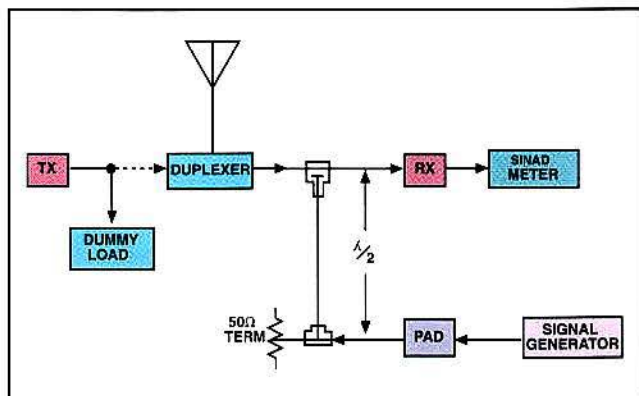 TX
DUPLEXER
RX
SINAD
METER
DUMMY
LOAD
λ/2
50Ω
TERM
PAD
SIGNAL
GENERATOR